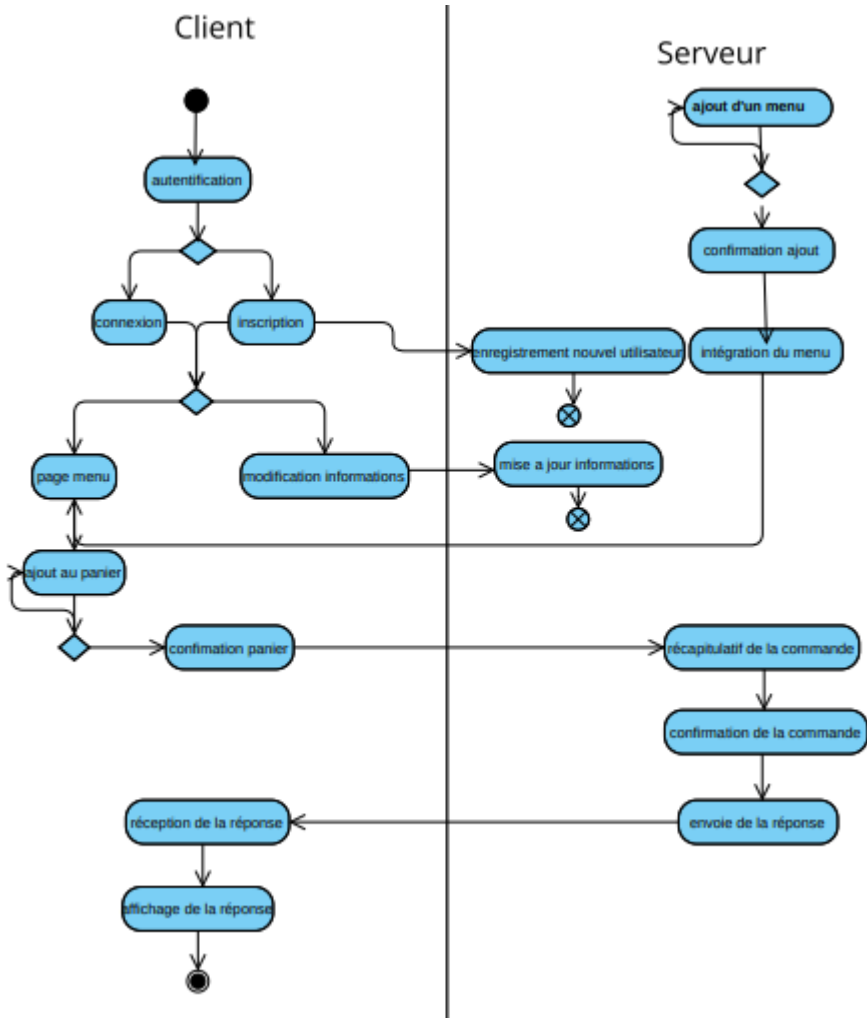 Client
Serveur
ajout d'un menu
autentification
confirmation ajout
connexion
inscription
enregistrement nouvel utilisateur
intégration du menu
page menu
modification informations
mise a jour informations
ajout au panier
confimation panier
récapitulatif de la commande
confirmation de la commande
réception de la réponse
envoie de la réponse
affichage de la réponse